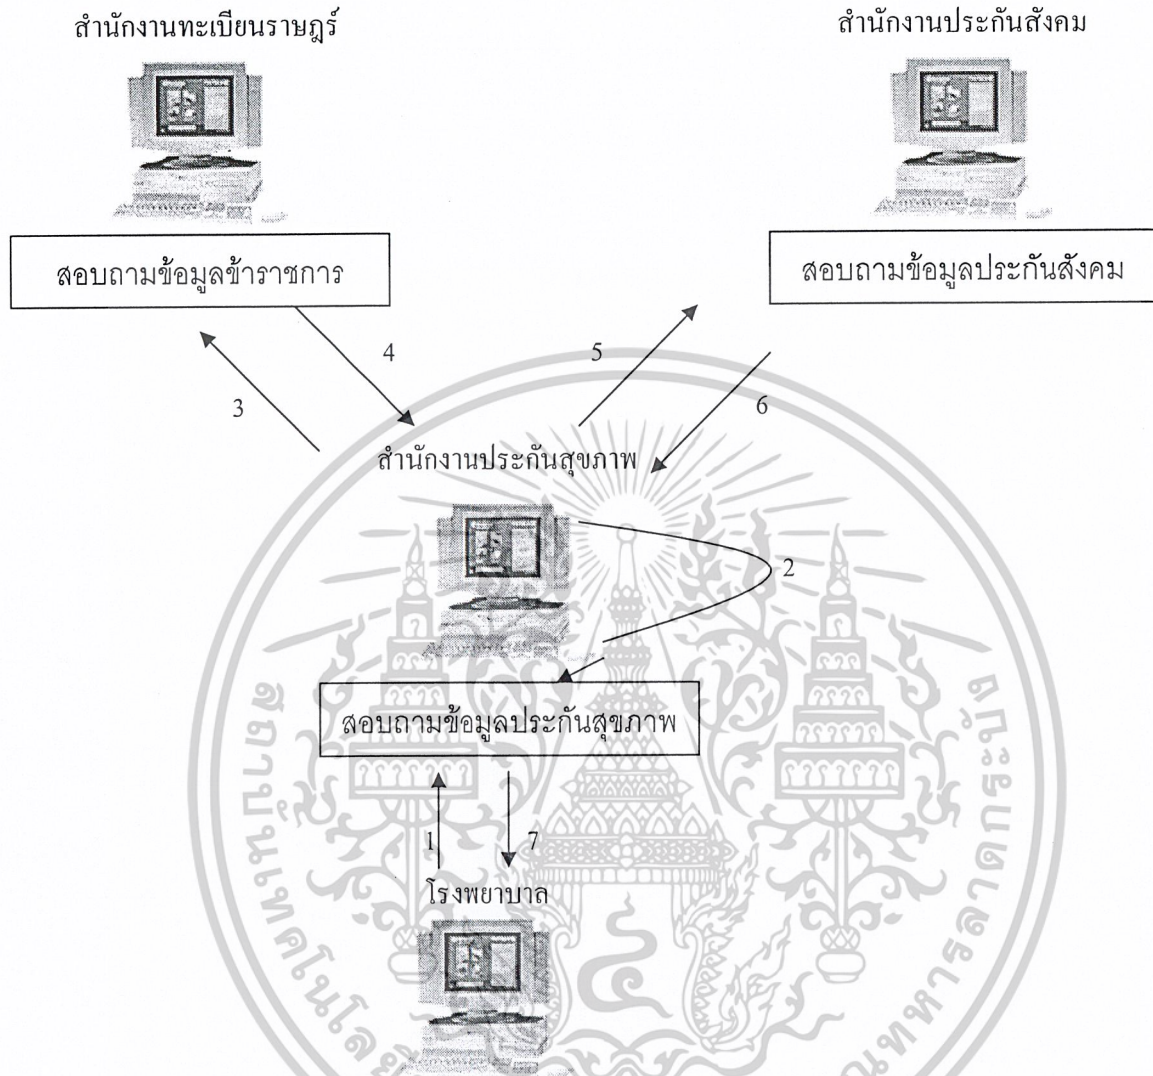 สำนักงานทะเบียนราษฎร์
สำนักงานประกันสังคม
สอบถามข้อมูลข้าราชการ
สอบถามข้อมูลประกันสังคม
4
5
3
6
สำนักงานประกันสุขภาพ
2
สอบถามข้อมูลประกันสุขภาพ
1
7
โรงพยาบาล